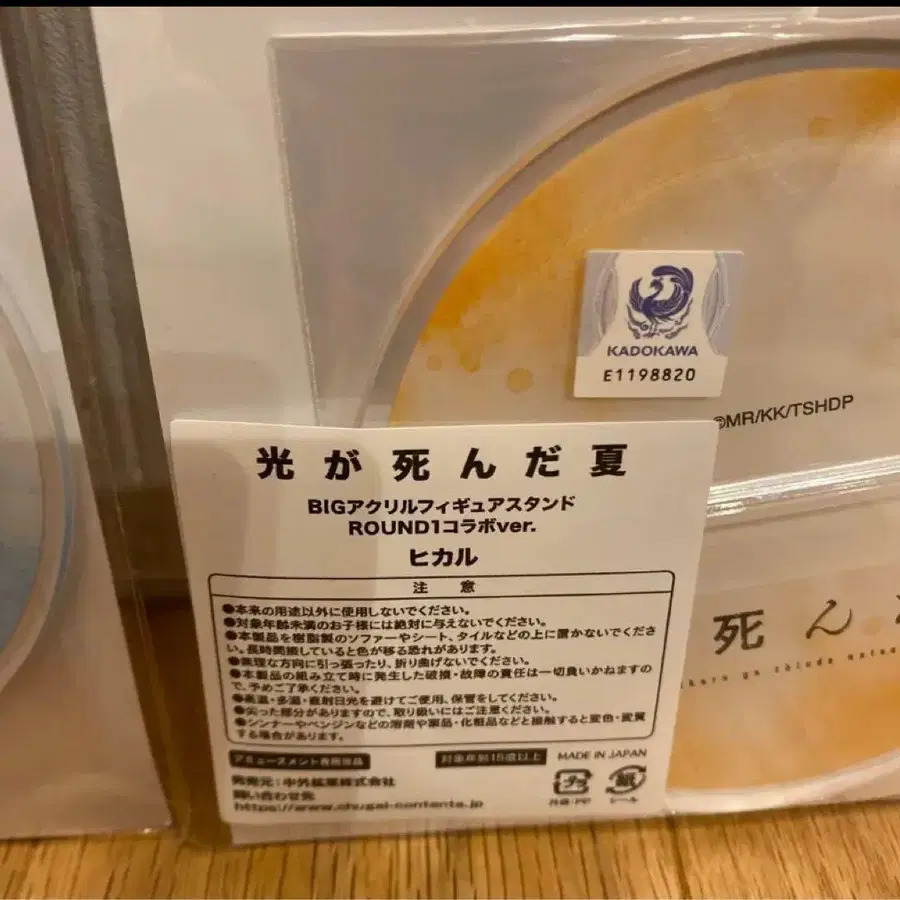 KADOKAWA
E1198820
©MR/KK/TSHDP
光が死んだ夏
BIGアクリルフィギュアスタンド
ROUND1コラボver.
ヒカル
注意
●本来の用途以外に使用しないでください。
●対象年齢未満のお子様には絶対に与えないでください。
●本製品を樹脂製のソファーやシート、タイルなどの上に置かないでくださ
い。長時間接していると色が移る恐れがあります。
●無理な方向に引っ張ったり、折り曲げないでください。
●本製品の組み立て時に発生した破損・故障の責任は一切負いかねますの
で、予めご了承ください。
●高温・多湿・直射日光を避けてご使用、保管をしてください。
●尖った部分がありますので、取り扱いにはご注意ください。
●シンナーやベンジンなどの溶剤や薬品・化粧品などと接触すると変色・変質
する場合があります。
アミューズメント専用景品
対象年齢15歳以上
MADE IN JAPAN
発売元：中外鉱業株式会社
問い合わせ先
https://www.chugai-contents.jp
プラ
外袋:PP
紙
シール
死ん
ga shinda